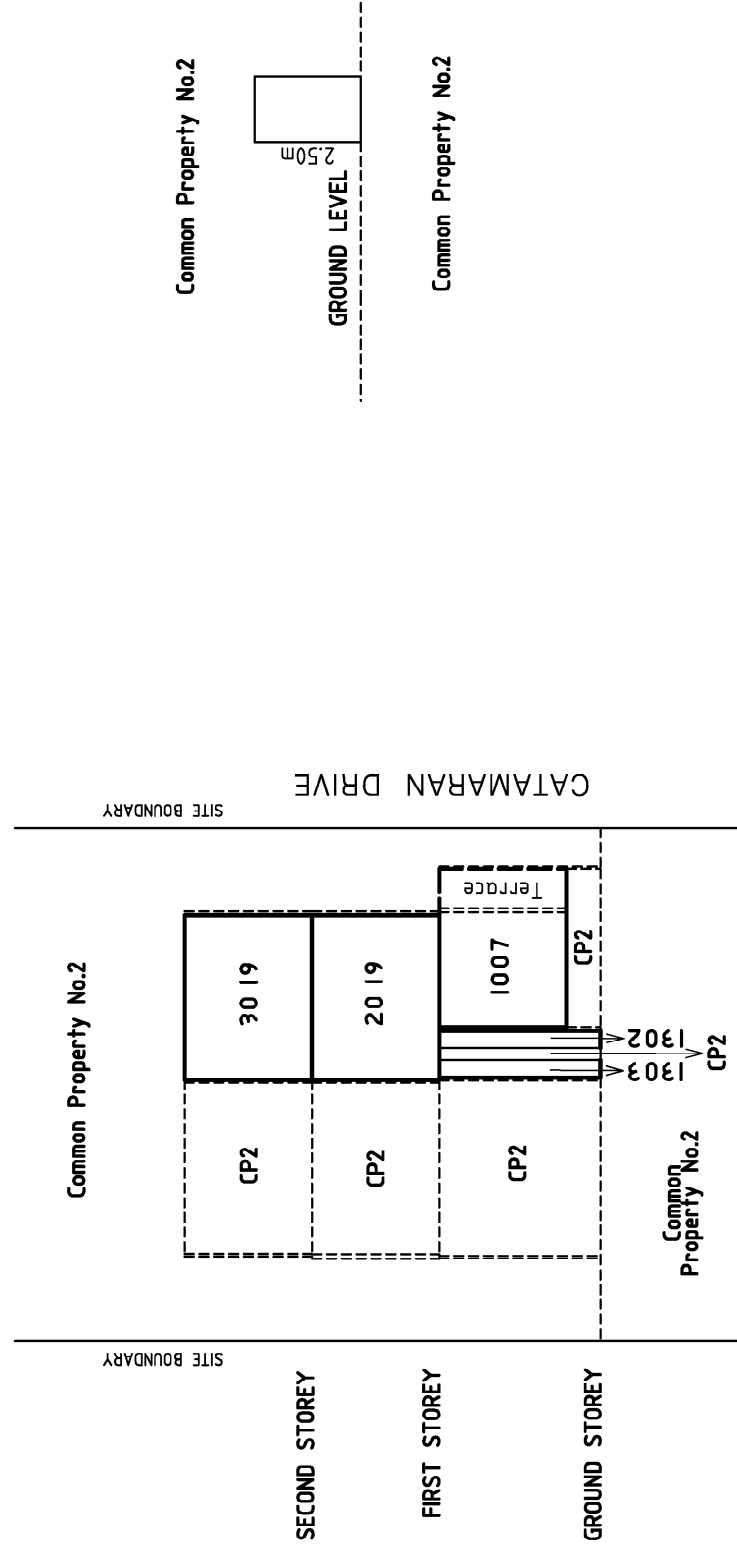 Common Property No.2
2.50m
GROUND LEVEL
Common Property No.2
CATAMARAN DRIVE
SITE BOUNDARY
Common Property No.2
3019
2019
Terrace
1007
CP2
1302
1303
CP2
CP2
CP2
CP2
Common
Property No.2
SITE BOUNDARY
SECOND STOREY
FIRST STOREY
GROUND STOREY